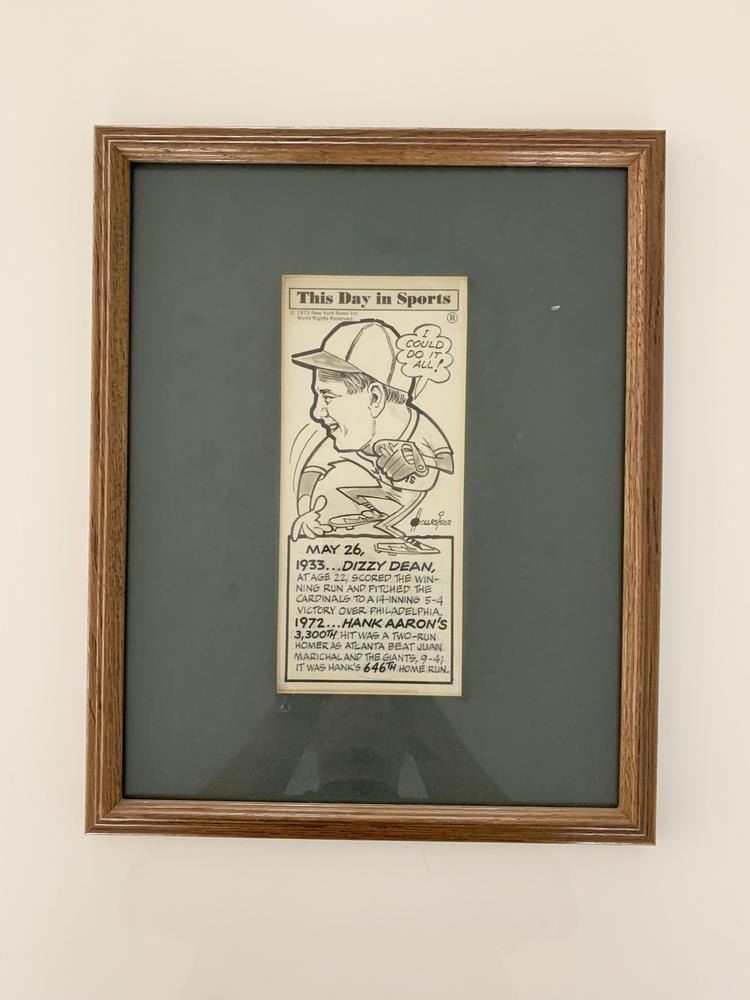 This Day in Sports
© 1973 New York News Inc.
World Rights Reserved
®
I
COULD
DO IT
ALL!
IS
HOLLREISER
MAY 26,
1933...DIZZY DEAN,
AT AGE 22, SCORED THE WIN-
NING RUN AND PITCHED THE
CARDINALS TO A 14-INNING 5-4
VICTORY OVER PHILADELPHIA.
1972...HANK AARON'S
3,300TH HIT WAS A TWO-RUN
HOMER AS ATLANTA BEAT JUAN
MARICHAL AND THE GIANTS, 9-4;
IT WAS HANK'S 646TH HOME RUN.